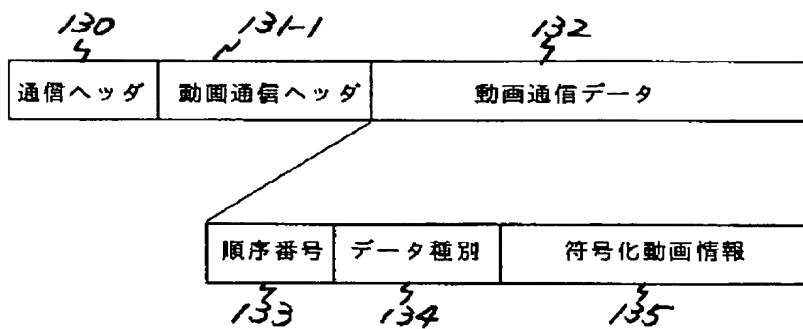 130 131-1 132
通信ヘッダ 動画通信ヘッダ 動画通信データ
順序番号 データ種別 符号化動画情報
133 134 135